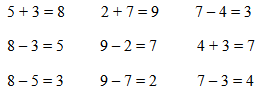 5 + 3 = 8 2 + 7 = 9 7 − 4 = 3
8 − 3 = 5 9 − 2 = 7 4 + 3 = 7
8 − 5 = 3 9 − 7 = 2 7 − 3 = 4